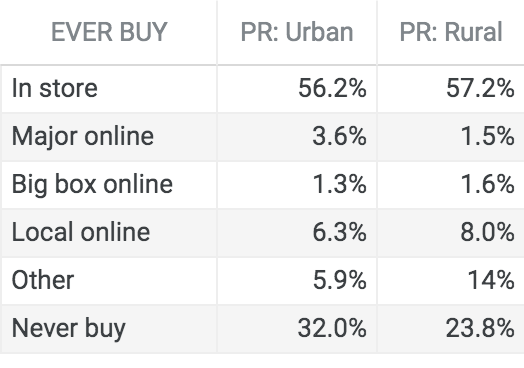 EVER BUY PR: Urban PR: Rural
In store 56.2% 57.2%
Major online 3.6% 1.5%
Big box online 1.3% 1.6%
Local online 6.3% 8.0%
Other 5.9% 14%
Never buy 32.0% 23.8%